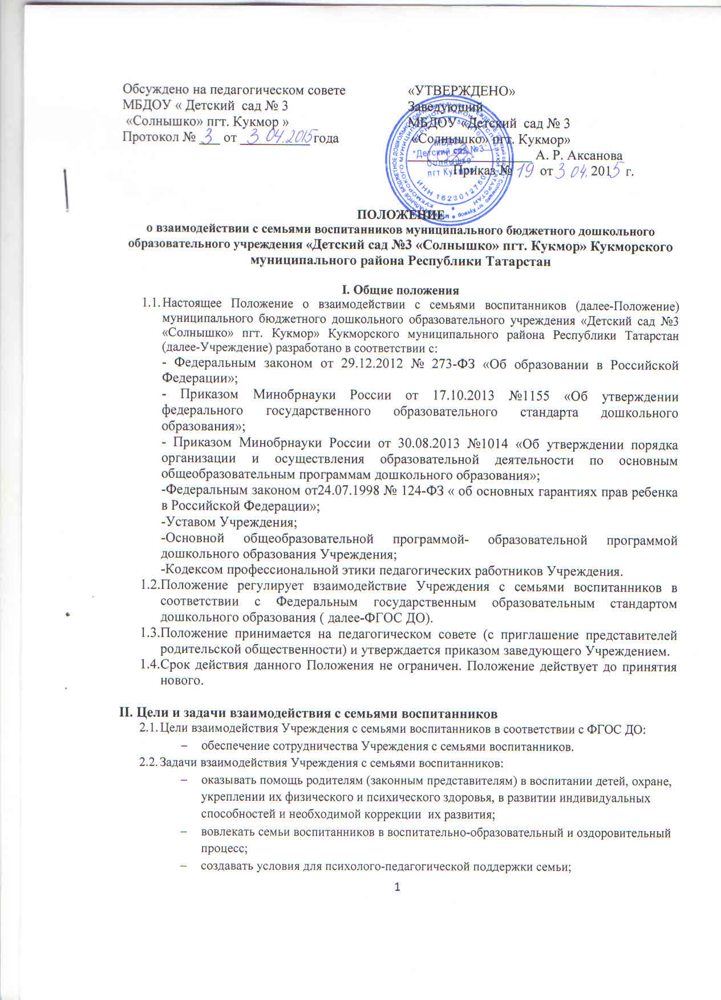 Обсуждено на педагогическом совете
МБДОУ « Детский  сад № 3
«Солнышко» пгт. Кукмор »
Протокол № 3 от 3.04.2015 года
«УТВЕРЖДЕНО»
Заведующий
МБДОУ «Детский  сад № 3
«Солнышко» пгт. Кукмор»
А. Р. Аксанова
Приказ № 19 от 3.04.2015 г.
МБДОУ
"Детский сад №3
Солнышко"
пгт Кукмор"
ИНН 1623012750
ПОЛОЖЕНИЕ
о взаимодействии с семьями воспитанников муниципального бюджетного дошкольного
образовательного учреждения «Детский сад №3 «Солнышко» пгт. Кукмор» Кукморского
муниципального района Республики Татарстан
I. Общие положения
1.1. Настоящее Положение о взаимодействии с семьями воспитанников (далее-Положение)
муниципального бюджетного дошкольного образовательного учреждения «Детский сад №3
«Солнышко» пгт. Кукмор» Кукморского муниципального района Республики Татарстан
(далее-Учреждение) разработано в соответствии с:
- Федеральным законом от 29.12.2012 № 273-ФЗ «Об образовании в Российской
Федерации»;
- Приказом Минобрнауки России от 17.10.2013 №1155 «Об утверждении
федерального государственного образовательного стандарта дошкольного
образования»;
- Приказом Минобрнауки России от 30.08.2013 №1014 «Об утверждении порядка
организации и осуществления образовательной деятельности по основным
общеобразовательным программам дошкольного образования»;
-Федеральным законом от24.07.1998 № 124-ФЗ « об основных гарантиях прав ребенка
в Российской Федерации»;
-Уставом Учреждения;
-Основной общеобразовательной программой- образовательной программой
дошкольного образования Учреждения;
-Кодексом профессиональной этики педагогических работников Учреждения.
1.2.Положение регулирует взаимодействие Учреждения с семьями воспитанников в
соответствии с Федеральным государственным образовательным стандартом
дошкольного образования ( далее-ФГОС ДО).
1.3.Положение принимается на педагогическом совете (с приглашение представителей
родительской общественности) и утверждается приказом заведующего Учреждением.
1.4.Срок действия данного Положения не ограничен. Положение действует до принятия
нового.
II. Цели и задачи взаимодействия с семьями воспитанников
2.1. Цели взаимодействия Учреждения с семьями воспитанников в соответствии с ФГОС ДО:
– обеспечение сотрудничества Учреждения с семьями воспитанников.
2.2. Задачи взаимодействия Учреждения с семьями воспитанников:
– оказывать помощь родителям (законным представителям) в воспитании детей, охране,
укреплении их физического и психического здоровья, в развитии индивидуальных
способностей и необходимой коррекции  их развития;
– вовлекать семьи воспитанников в воспитательно-образовательный и оздоровительный
процесс;
– создавать условия для психолого-педагогической поддержки семьи;
1